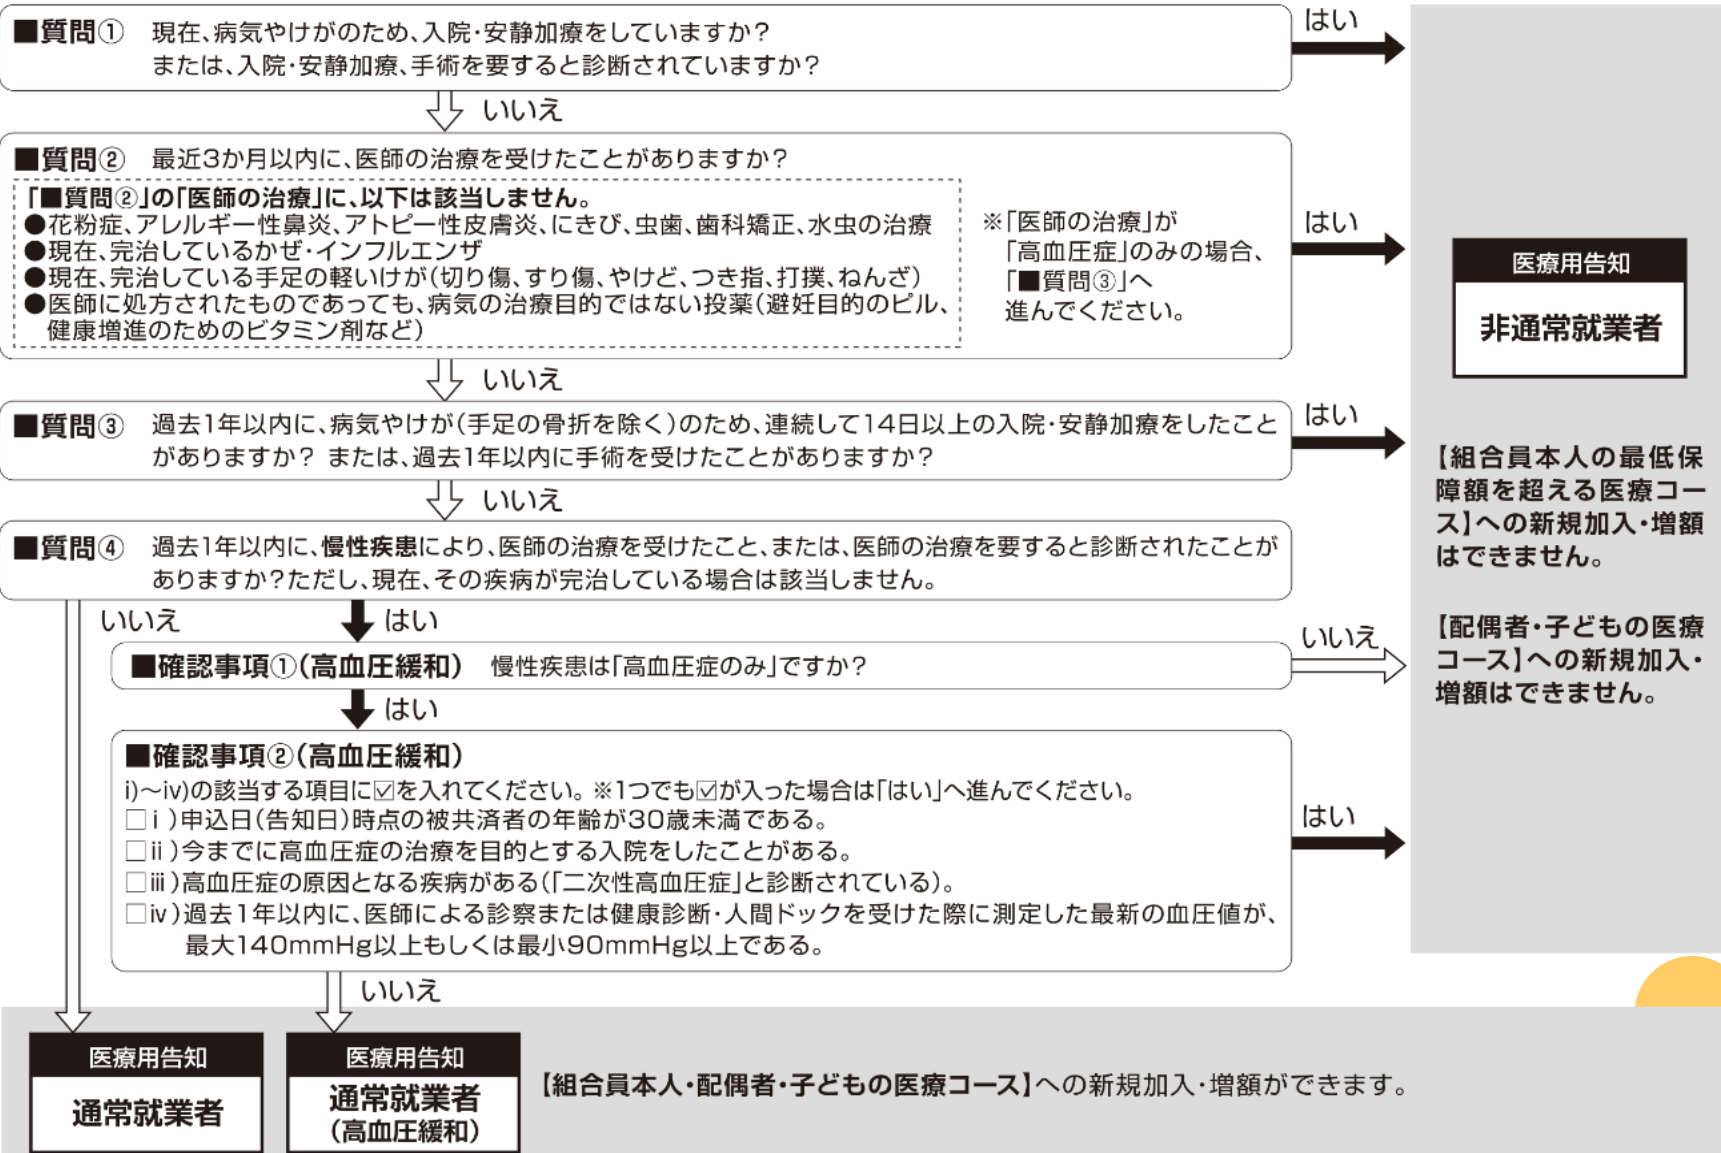 ■質問① 現在、病気やけがのため、入院・安静加療をしていますか?
または、入院・安静加療、手術を要すると診断されていますか?
はい
いいえ
■質問② 最近3か月以内に、医師の治療を受けたことがありますか?
「■質問②」の「医師の治療」に、以下は該当しません。
●花粉症、アレルギー性鼻炎、アトピー性皮膚炎、にきび、虫歯、歯科矯正、水虫の治療
●現在、完治しているかぜ・インフルエンザ
●現在、完治している手足の軽いけが(切り傷、すり傷、やけど、つき指、打撲、ねんざ)
●医師に処方されたものであっても、病気の治療目的ではない投薬(避妊目的のピル、
健康増進のためのビタミン剤など)
※「医師の治療」が
「高血圧症」のみの場合、
「■質問③」へ
進んでください。
はい
いいえ
■質問③ 過去1年以内に、病気やけが(手足の骨折を除く)のため、連続して14日以上の入院・安静加療をしたこと
がありますか? または、過去1年以内に手術を受けたことがありますか?
はい
いいえ
■質問④ 過去1年以内に、慢性疾患により、医師の治療を受けたこと、または、医師の治療を要すると診断されたことが
ありますか?ただし、現在、その疾病が完治している場合は該当しません。
いいえ
はい
■確認事項①(高血圧緩和) 慢性疾患は「高血圧症のみ」ですか?
いいえ
はい
■確認事項②(高血圧緩和)
i)~iv)の該当する項目に☑を入れてください。※1つでも☑が入った場合は「はい」へ進んでください。
□ⅰ)申込日(告知日)時点の被共済者の年齢が30歳未満である。
□ⅱ)今までに高血圧症の治療を目的とする入院をしたことがある。
□ⅲ)高血圧症の原因となる疾病がある(「二次性高血圧症」と診断されている)。
□ⅳ)過去1年以内に、医師による診察または健康診断・人間ドックを受けた際に測定した最新の血圧値が、
最大140mmHg以上もしくは最小90mmHg以上である。
はい
いいえ
医療用告知
非通常就業者
【組合員本人の最低保
障額を超える医療コー
ス】への新規加入・増額
はできません。
【配偶者・子どもの医療
コース】への新規加入・
増額はできません。
医療用告知
通常就業者
医療用告知
通常就業者
(高血圧緩和)
【組合員本人・配偶者・子どもの医療コース】への新規加入・増額ができます。